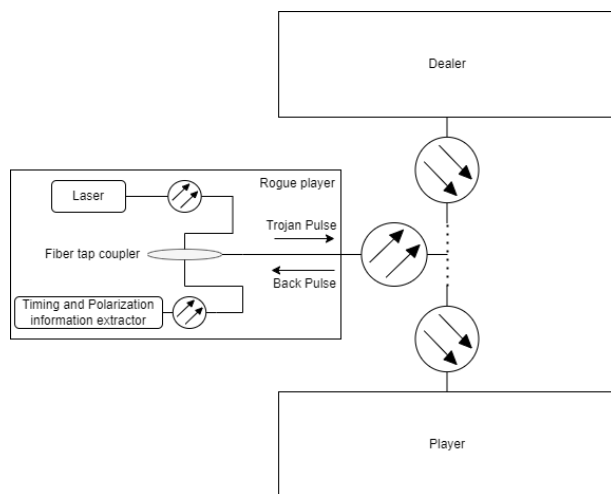 Dealer
Rogue player
Laser
Trojan Pulse
Fiber tap coupler
Back Pulse
Timing and Polarization
information extractor
Player